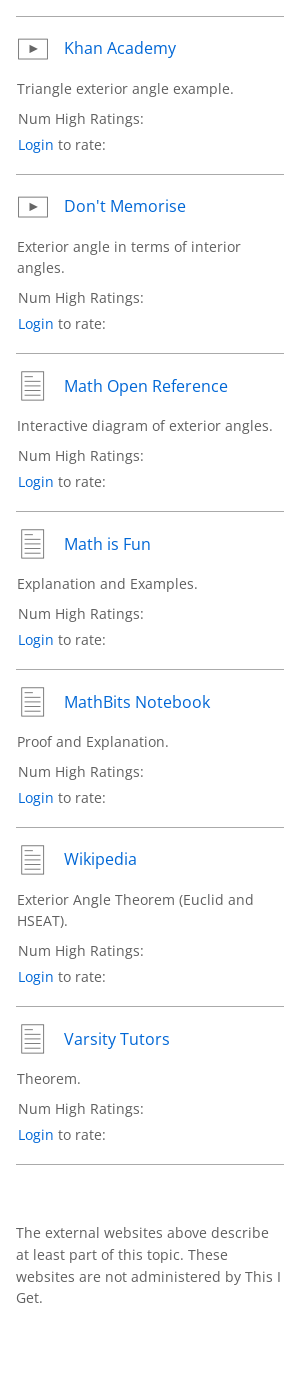 Khan Academy
Triangle exterior angle example.
Num High Ratings:
Login to rate:
Don't Memorise
Exterior angle in terms of interior
angles.
Num High Ratings:
Login to rate:
Math Open Reference
Interactive diagram of exterior angles.
Num High Ratings:
Login to rate:
Math is Fun
Explanation and Examples.
Num High Ratings:
Login to rate:
MathBits Notebook
Proof and Explanation.
Num High Ratings:
Login to rate:
Wikipedia
Exterior Angle Theorem (Euclid and
HSEAT).
Num High Ratings:
Login to rate:
Varsity Tutors
Theorem.
Num High Ratings:
Login to rate:
The external websites above describe
at least part of this topic. These
websites are not administered by This I
Get.